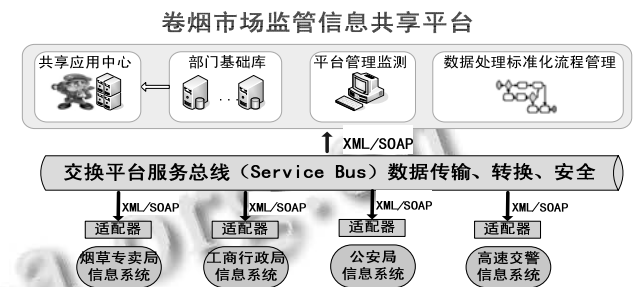 卷烟市场监管信息共享平台
共享应用中心 部门基础库 平台管理监测 数据处理标准化流程管理
XML/SOAP
交换平台服务总线（Service Bus）数据传输、转换、安全
XML/SOAP XML/SOAP XML/SOAP XML/SOAP
适配器 适配器 适配器 适配器
烟草专卖局 工商行政局 公安局 高速交警
信息系统 信息系统 信息系统 信息系统